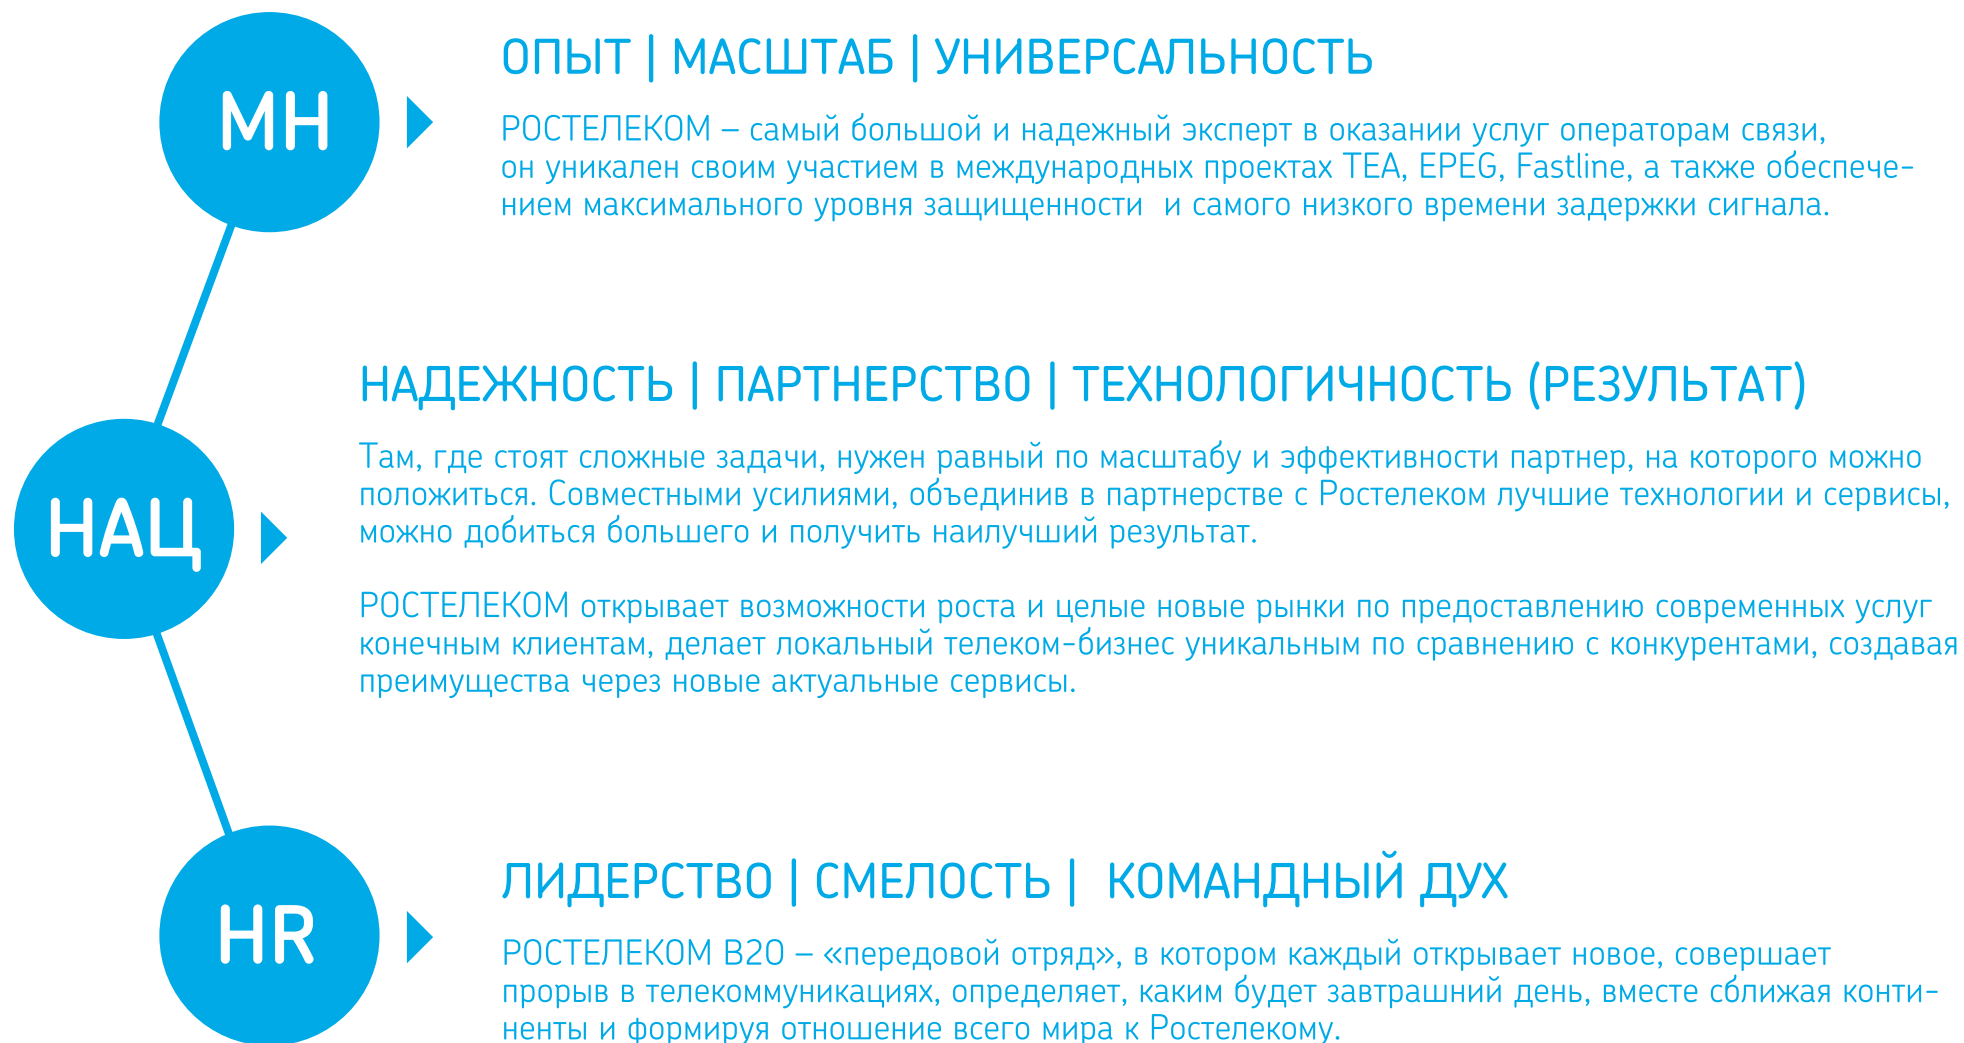 МН
ОПЫТ | МАСШТАБ | УНИВЕРСАЛЬНОСТЬ
РОСТЕЛЕКОМ – самый большой и надежный эксперт в оказании услуг операторам связи,
он уникален своим участием в международных проектах TEA, EPEG, Fastline, а также обеспече-
нием максимального уровня защищенности  и самого низкого времени задержки сигнала.
НАЦ
НАДЕЖНОСТЬ | ПАРТНЕРСТВО | ТЕХНОЛОГИЧНОСТЬ (РЕЗУЛЬТАТ)
Там, где стоят сложные задачи, нужен равный по масштабу и эффективности партнер, на которого можно
положиться. Совместными усилиями, объединив в партнерстве с Ростелеком лучшие технологии и сервисы,
можно добиться большего и получить наилучший результат.
РОСТЕЛЕКОМ открывает возможности роста и целые новые рынки по предоставлению современных услуг
конечным клиентам, делает локальный телеком-бизнес уникальным по сравнению с конкурентами, создавая
преимущества через новые актуальные сервисы.
HR
ЛИДЕРСТВО | СМЕЛОСТЬ |  КОМАНДНЫЙ ДУХ
РОСТЕЛЕКОМ B2O – «передовой отряд», в котором каждый открывает новое, совершает
прорыв в телекоммуникациях, определяет, каким будет завтрашний день, вместе сближая конти-
ненты и формируя отношение всего мира к Ростелекому.